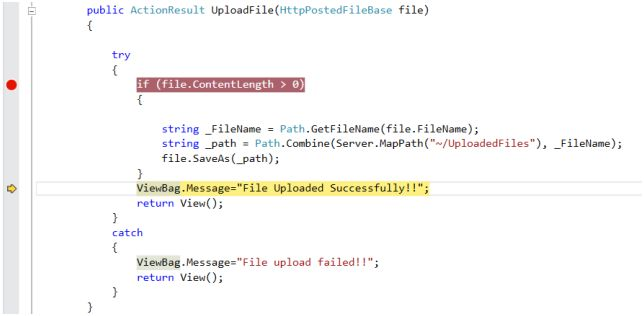 public ActionResult UploadFile(HttpPostedFileBase file)
{
try
{
if (file.ContentLength > 0)
{
string _FileName = Path.GetFileName(file.FileName);
string _path = Path.Combine(Server.MapPath("~/UploadedFiles"), _FileName);
file.SaveAs(_path);
}
ViewBag.Message="File Uploaded Successfully!!";
return View();
}
catch
{
ViewBag.Message="File upload failed!!";
return View();
}
}